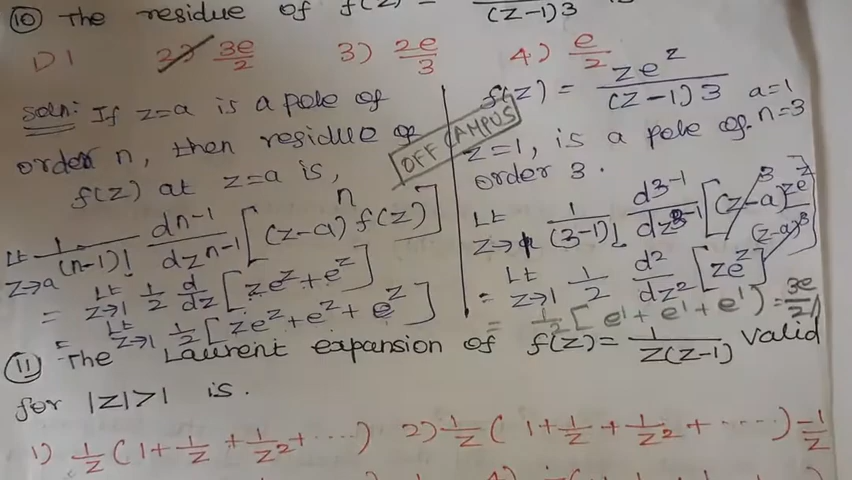 ⑩ The residue of f(z) = (z-1)3
1) 1 2) 3e/2 3) 2e/3 4) e/2
Soln: If z=a is a pole of
order n, then residue of
f(z) at z=a is,
Lt z→a 1/(n-1)! dn-1/dzn-1 [(z-a)n f(z)]
= Lt z→1 1/2 d/dz [zez+ez]
= Lt z→1 1/2 [zez+ez+ez]
f(z) = zez/(z-1)3 a=1
z=1, is a pole of n=3
order 3.
Lt z→1 1/(3-1)! d3-1/dz3-1 [(z-a)3 zez/(z-a)3]
= Lt z→1 1/2 d2/dz2 [zez]
= 1/2 [e1+e1+e1) = 3e/2
OFF CAMPUS
⑪ The Laurent expansion of f(z)= 1/z(z-1) valid
for |z|>1 is.
1) 1/z (1+1/z+1/z2+....) 2) 1/z (1+1/z+1/z2+.....)-1/z